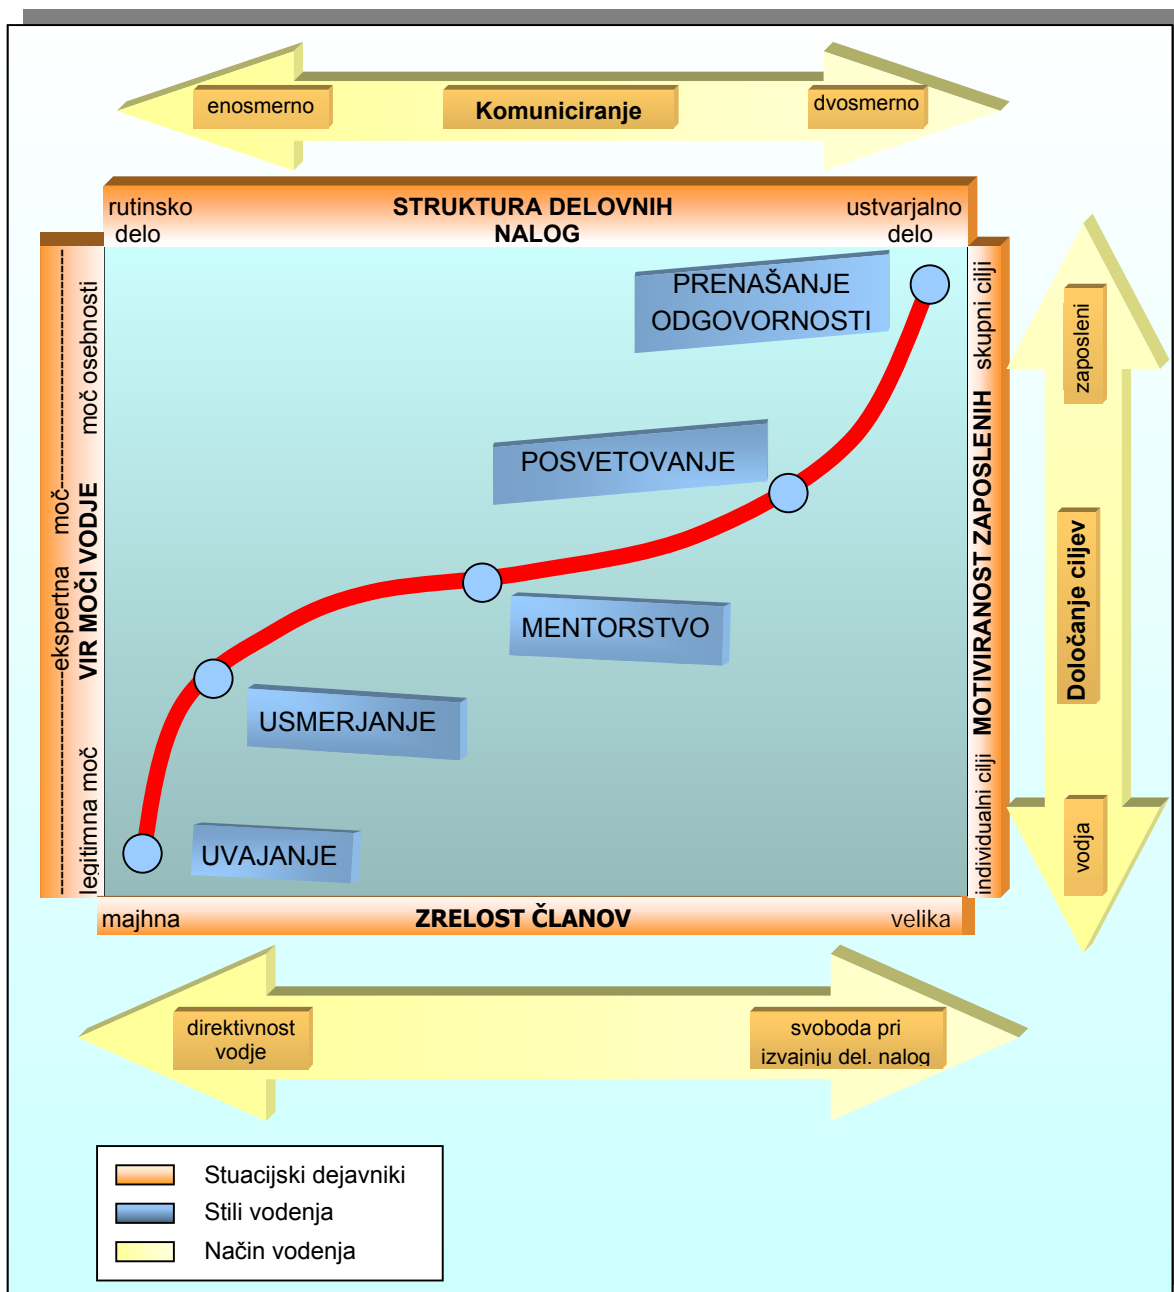 enosmerno
Komuniciranje
dvosmerno
rutinsko
delo
STRUKTURA DELOVNIH
NALOG
ustvarjalno
delo
PRENAŠANJE
ODGOVORNOSTI
POSVETOVANJE
MENTORSTVO
USMERJANJE
UVAJANJE
ekspertna moč
VIR MOČI VODJE
legitimna moč
moč osebnosti
MOTIVIRANOST ZAPOSLENIH
individualni cilji
skupni cilji
zaposleni
Določanje ciljev
vodja
majhna
ZRELOST ČLANOV
velika
direktivnost
vodje
svoboda pri
izvajnju del. nalog
Stuacijski dejavniki
Stili vodenja
Način vodenja